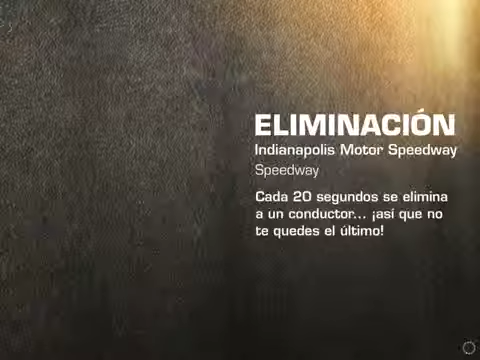 ELIMINACIÓN
Indianapolis Motor Speedway
Speedway
Cada 20 segundos se elimina
a un conductor... ¡así que no
te quedes el último!